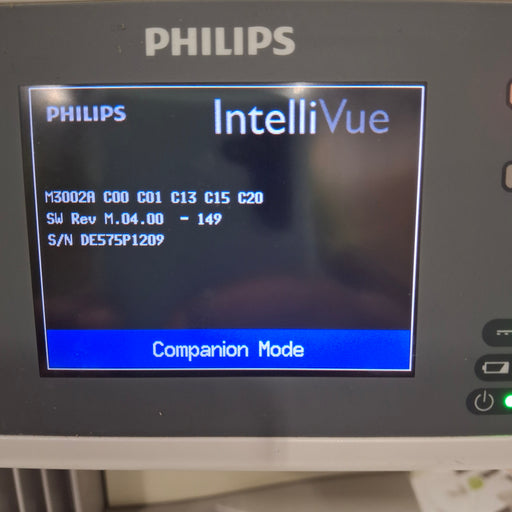 PHILIPS
PHILIPS IntelliVue
M3002A C00 C01 C13 C15 C20
SW Rev M.04.00 - 149
S/N DE575P1209
Companion Mode